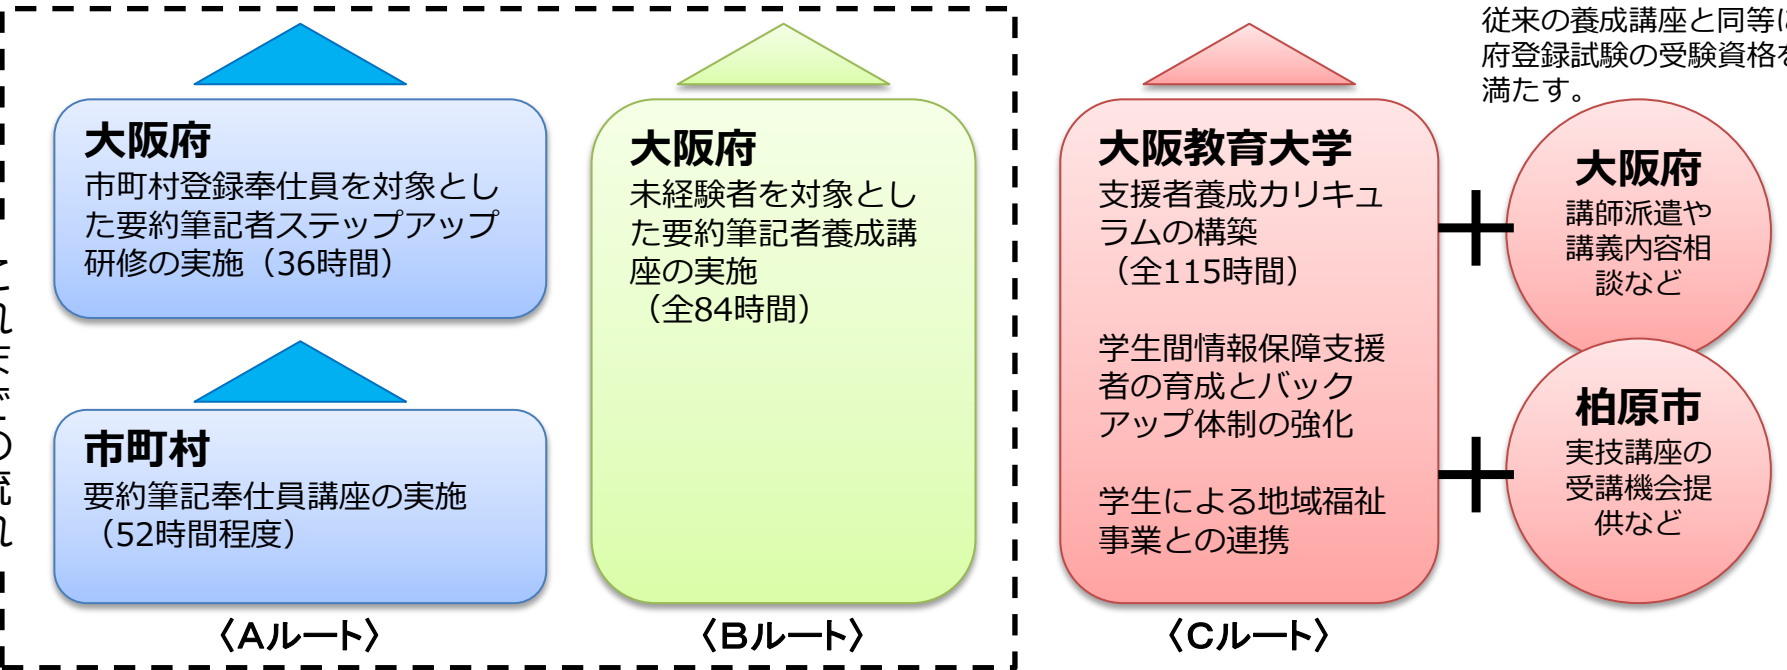 従来の養成講座と同等に
府登録試験の受験資格を
満たす。
これまでの流れ
大阪府
市町村登録奉仕員を対象とし
た要約筆記者ステップアップ
研修の実施（36時間）
市町村
要約筆記奉仕員講座の実施
（52時間程度）
〈Aルート〉
大阪府
未経験者を対象とし
た要約筆記者養成講
座の実施
（全84時間）
〈Bルート〉
大阪教育大学
支援者養成カリキュ
ラムの構築
（全115時間）
学生間情報保障支援
者の育成とバック
アップ体制の強化
学生による地域福祉
事業との連携
〈Cルート〉
大阪府
講師派遣や
講義内容相
談など
柏原市
実技講座の
受講機会提
供など